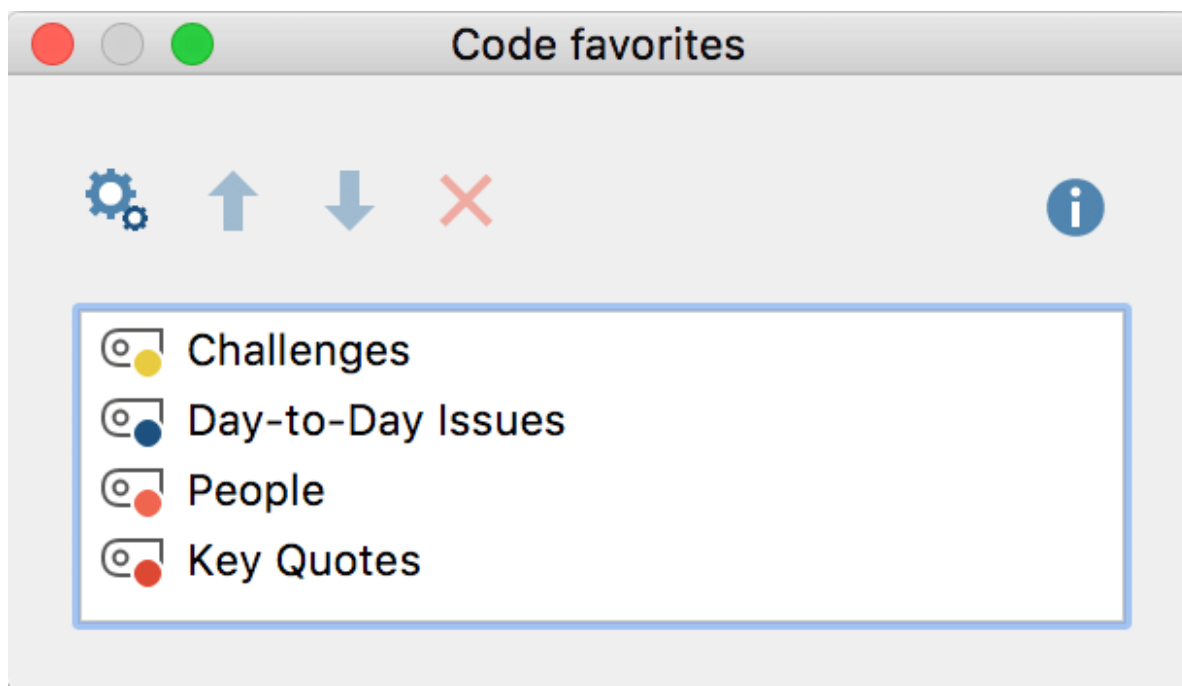 Code favorites
Challenges
Day-to-Day Issues
People
Key Quotes